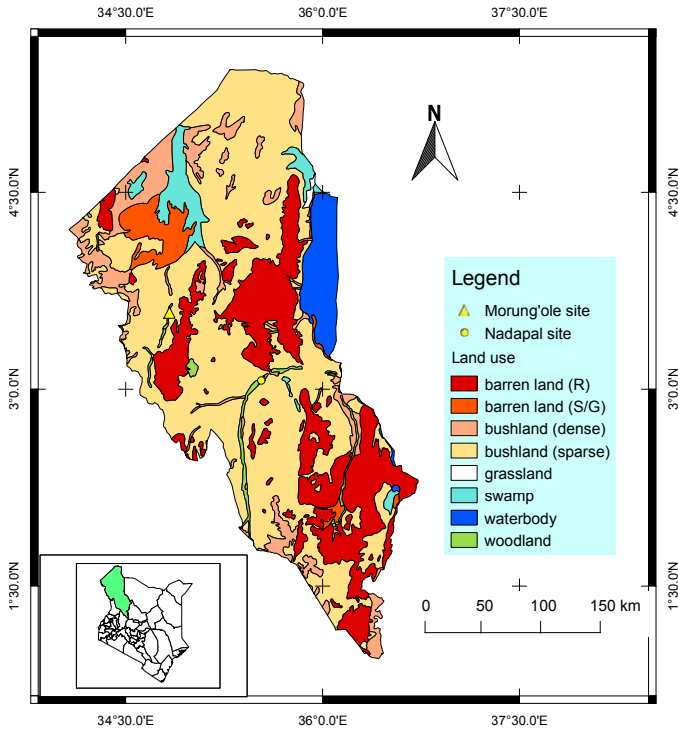 34°30.0'E 36°0.0'E 37°30.0'E
N
4°30.0'N 4°30.0'N
Legend
Morung'ole site
Nadapal site
Land use
3°0.0'N 3°0.0'N
barren land (R)
barren land (S/G)
bushland (dense)
bushland (sparse)
grassland
swamp
waterbody
woodland
1°30.0'N 1°30.0'N
0 50 100 150 km
34°30.0'E 36°0.0'E 37°30.0'E